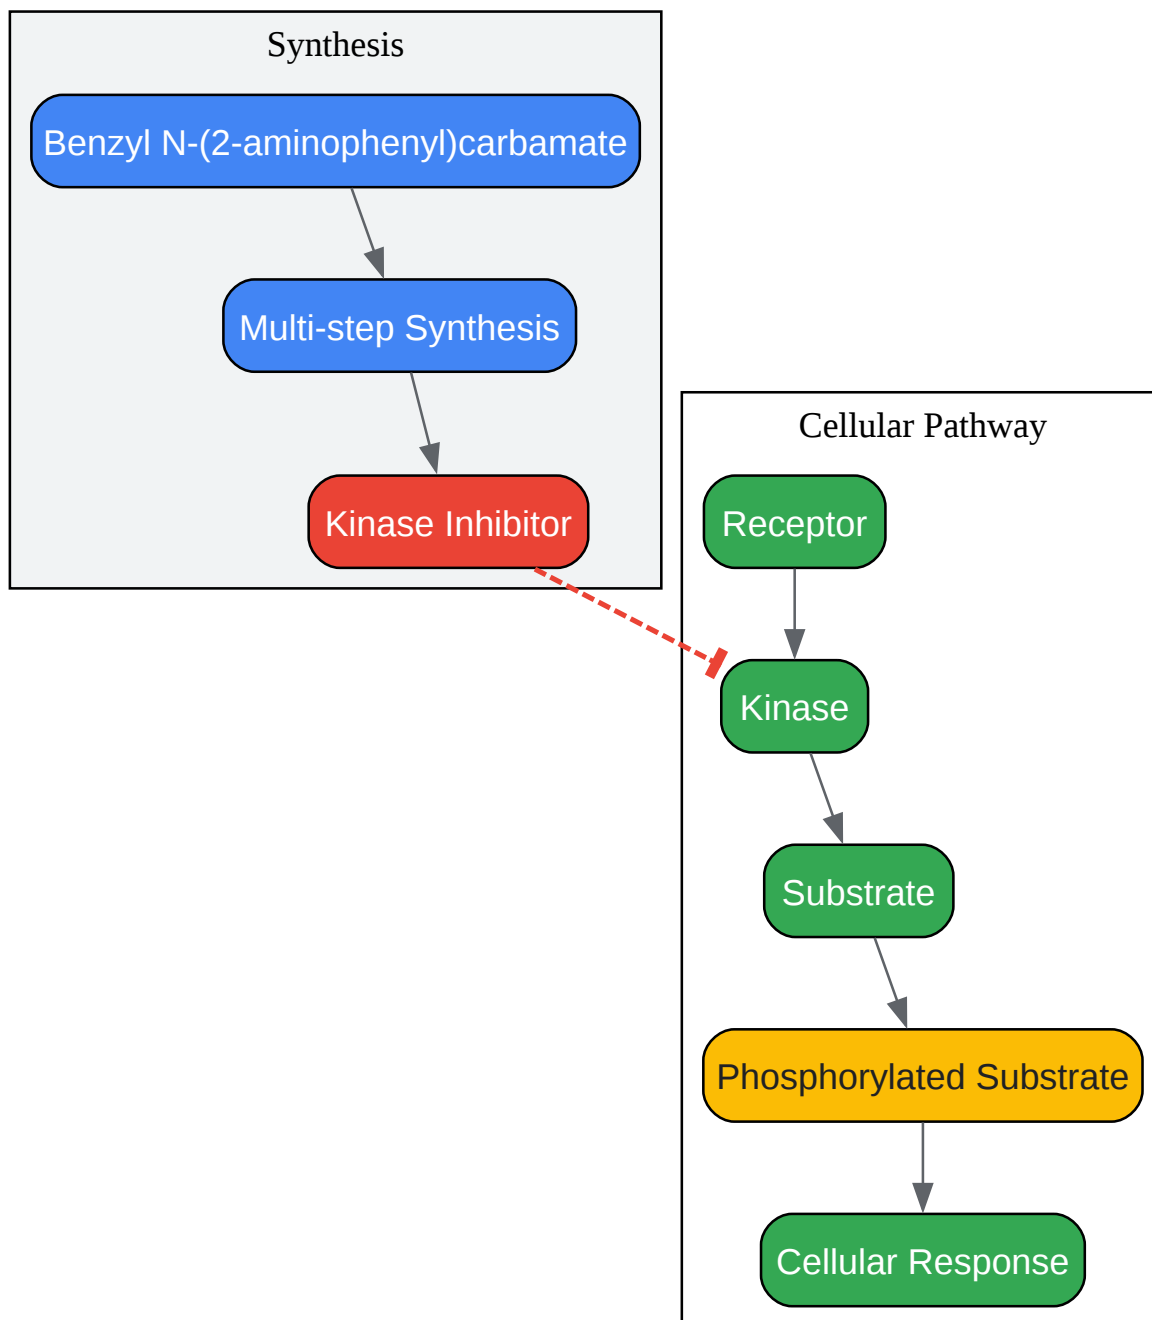 Synthesis
Benzyl N-(2-aminophenyl)carbamate
Multi-step Synthesis
Kinase Inhibitor
Cellular Pathway
Receptor
Kinase
Substrate
Phosphorylated Substrate
Cellular Response